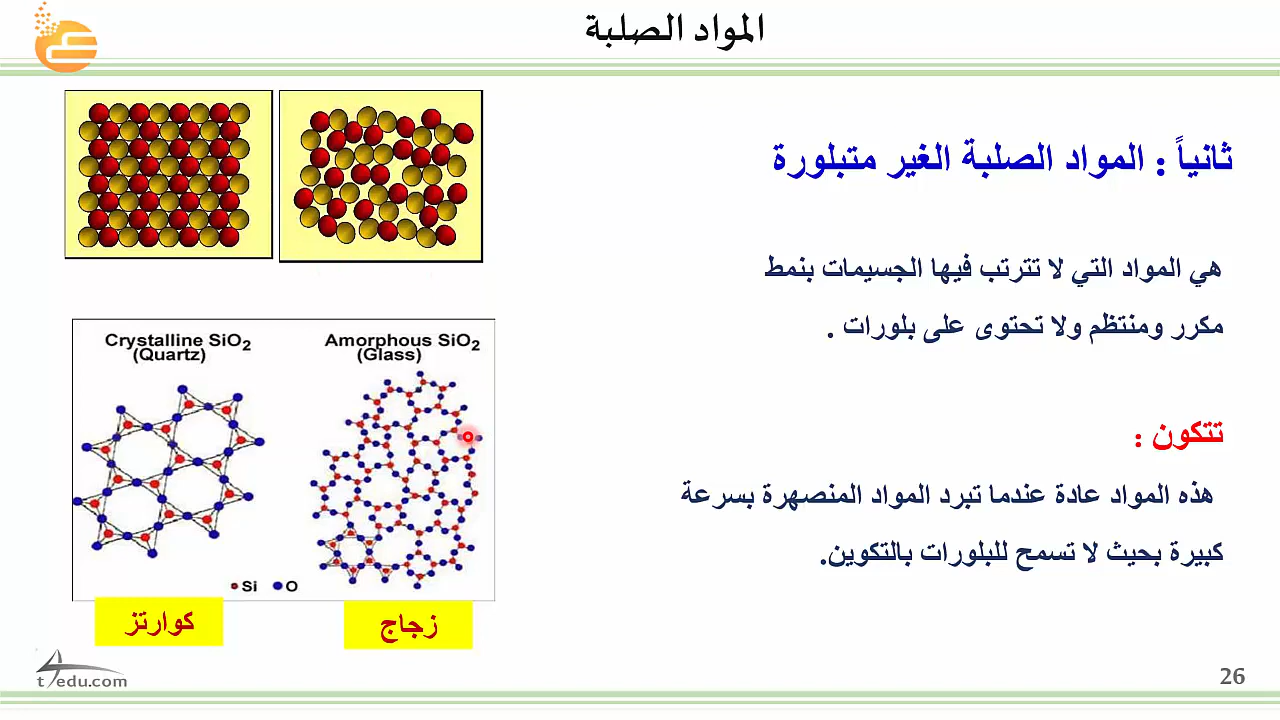 المواد الصلبة
ثانياً : المواد الصلبة الغير متبلورة
هي المواد التي لا تترتب فيها الجسيمات بنمط
مكرر ومنتظم ولا تحتوى على بلورات .
تتكون :
هذه المواد عادة عندما تبرد المواد المنصهرة بسرعة
كبيرة بحيث لا تسمح للبلورات بالتكوين.
Crystalline SiO2
(Quartz)
Amorphous SiO2
(Glass)
Si O
كوارتز
زجاج
t4edu.com
26